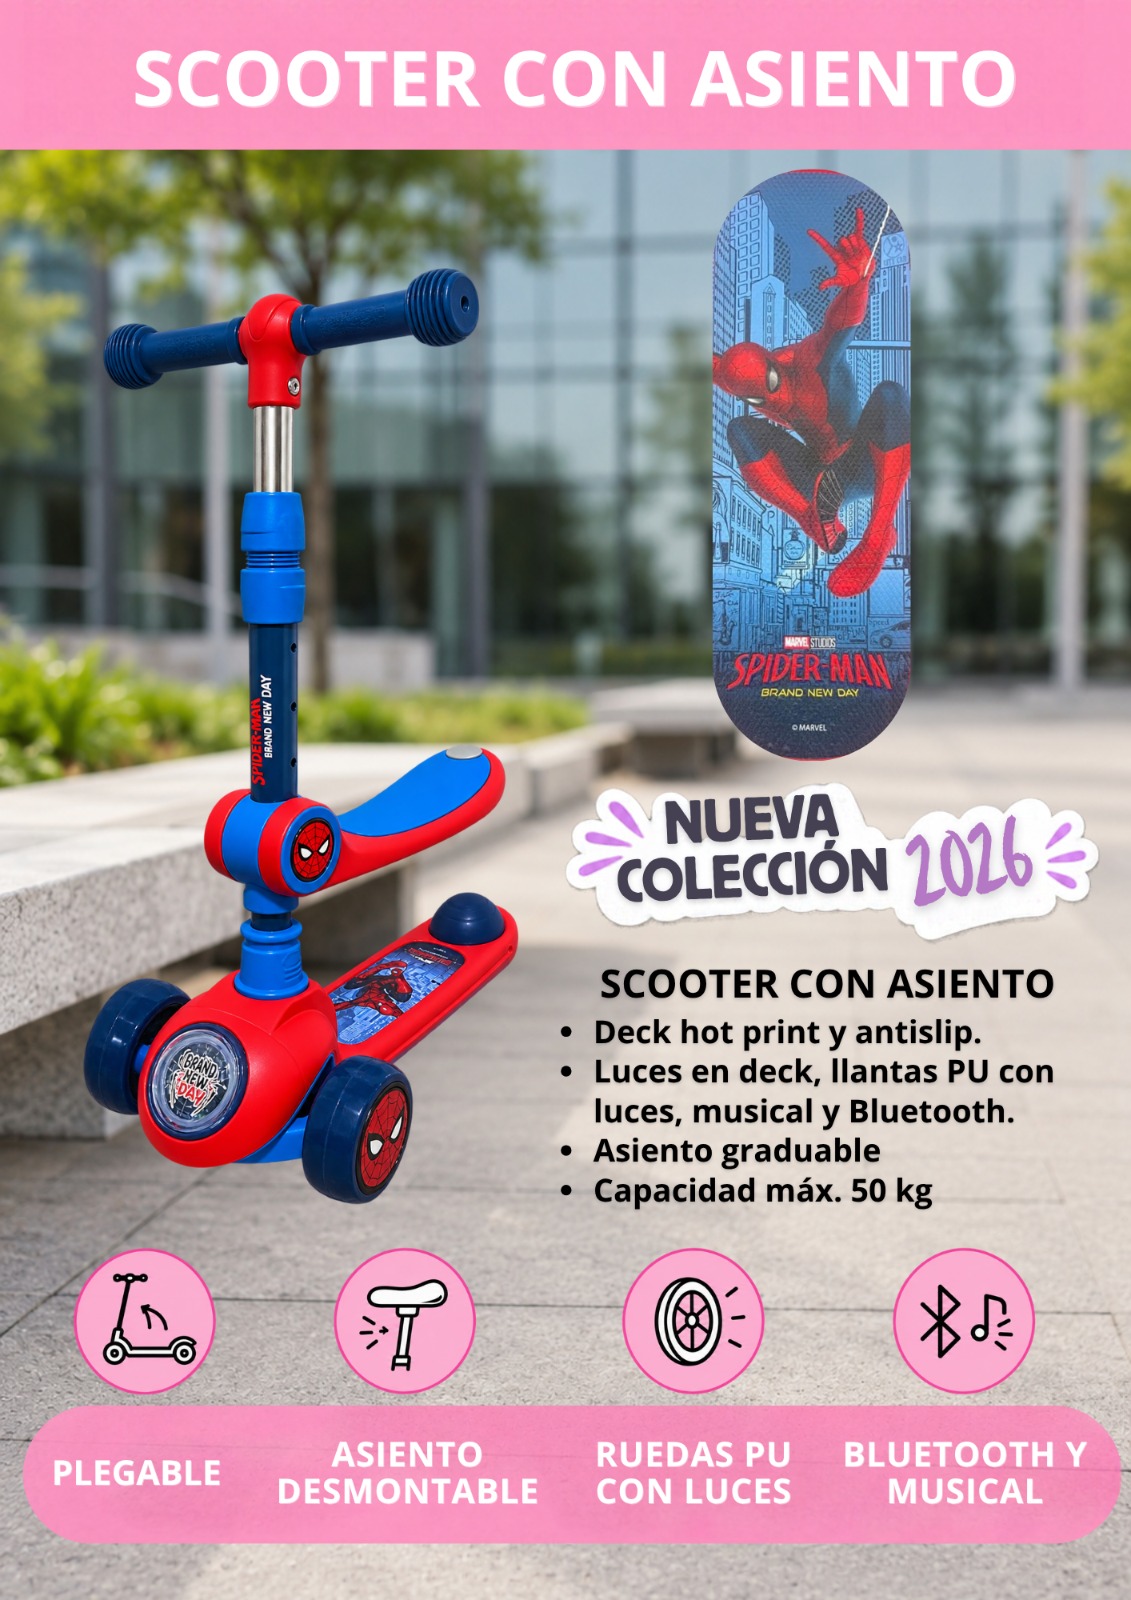 SCOOTER CON ASIENTO
MARVEL STUDIOS
SPIDER-MAN
BRAND NEW DAY
© MARVEL
SPIDER-MAN
BRAND NEW DAY
NUEVA
COLECCIÓN 2026
SCOOTER CON ASIENTO
• Deck hot print y antislip.
• Luces en deck, llantas PU con
luces, musical y Bluetooth.
• Asiento graduable
• Capacidad máx. 50 kg
BRAND
NEW
DAY
PLEGABLE
ASIENTO
DESMONTABLE
RUEDAS PU
CON LUCES
BLUETOOTH Y
MUSICAL